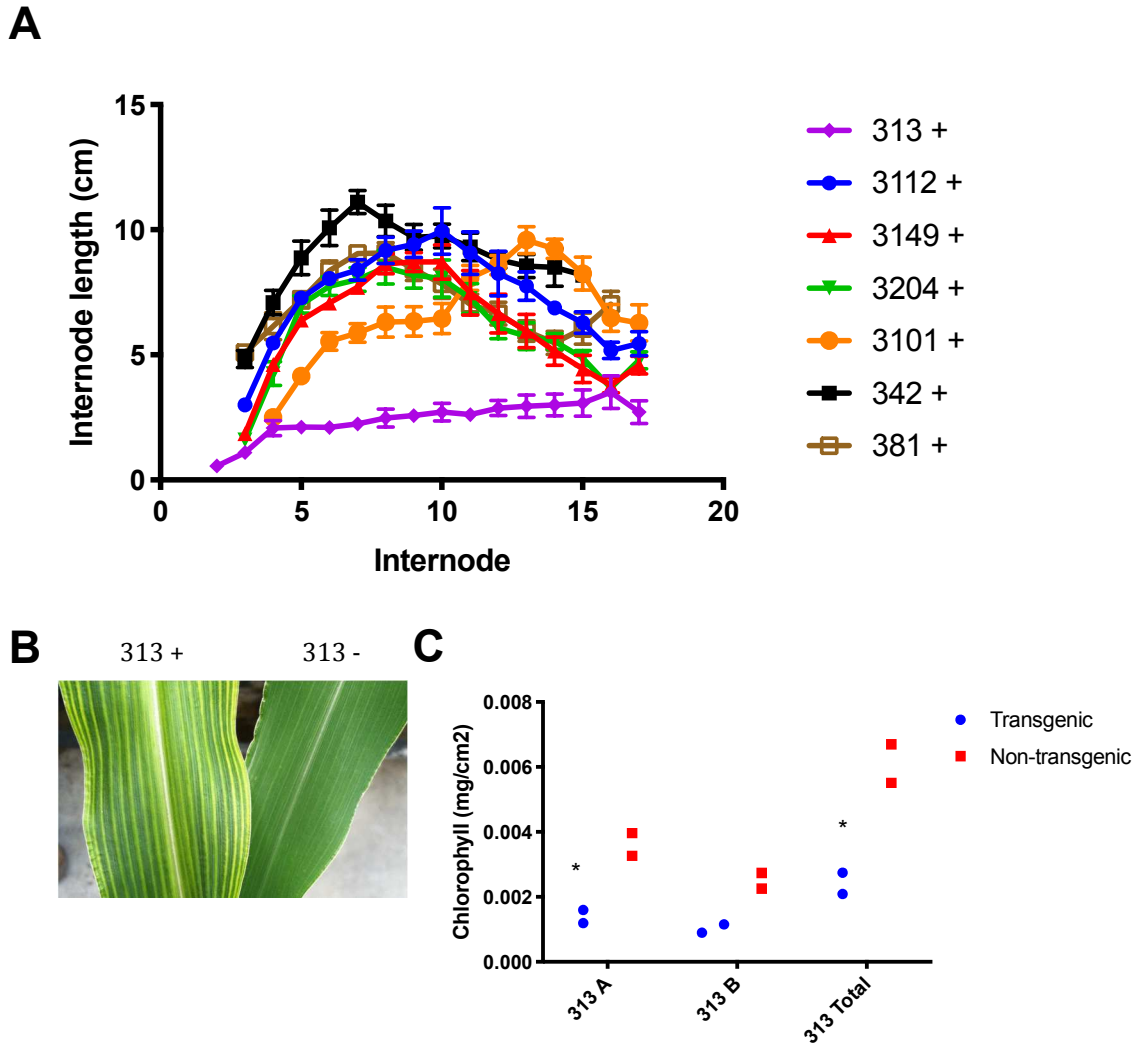 A
Internode length (cm)
15
10
5
0
0 5 10 15 20
Internode
313 +
3112 +
3149 +
3204 +
3101 +
342 +
381 +
B
313 + 313 -
C
Chlorophyll (mg/cm2)
0.008
0.006
0.004
0.002
0.000
* *
313 A 313 B 313 Total
Transgenic
Non-transgenic